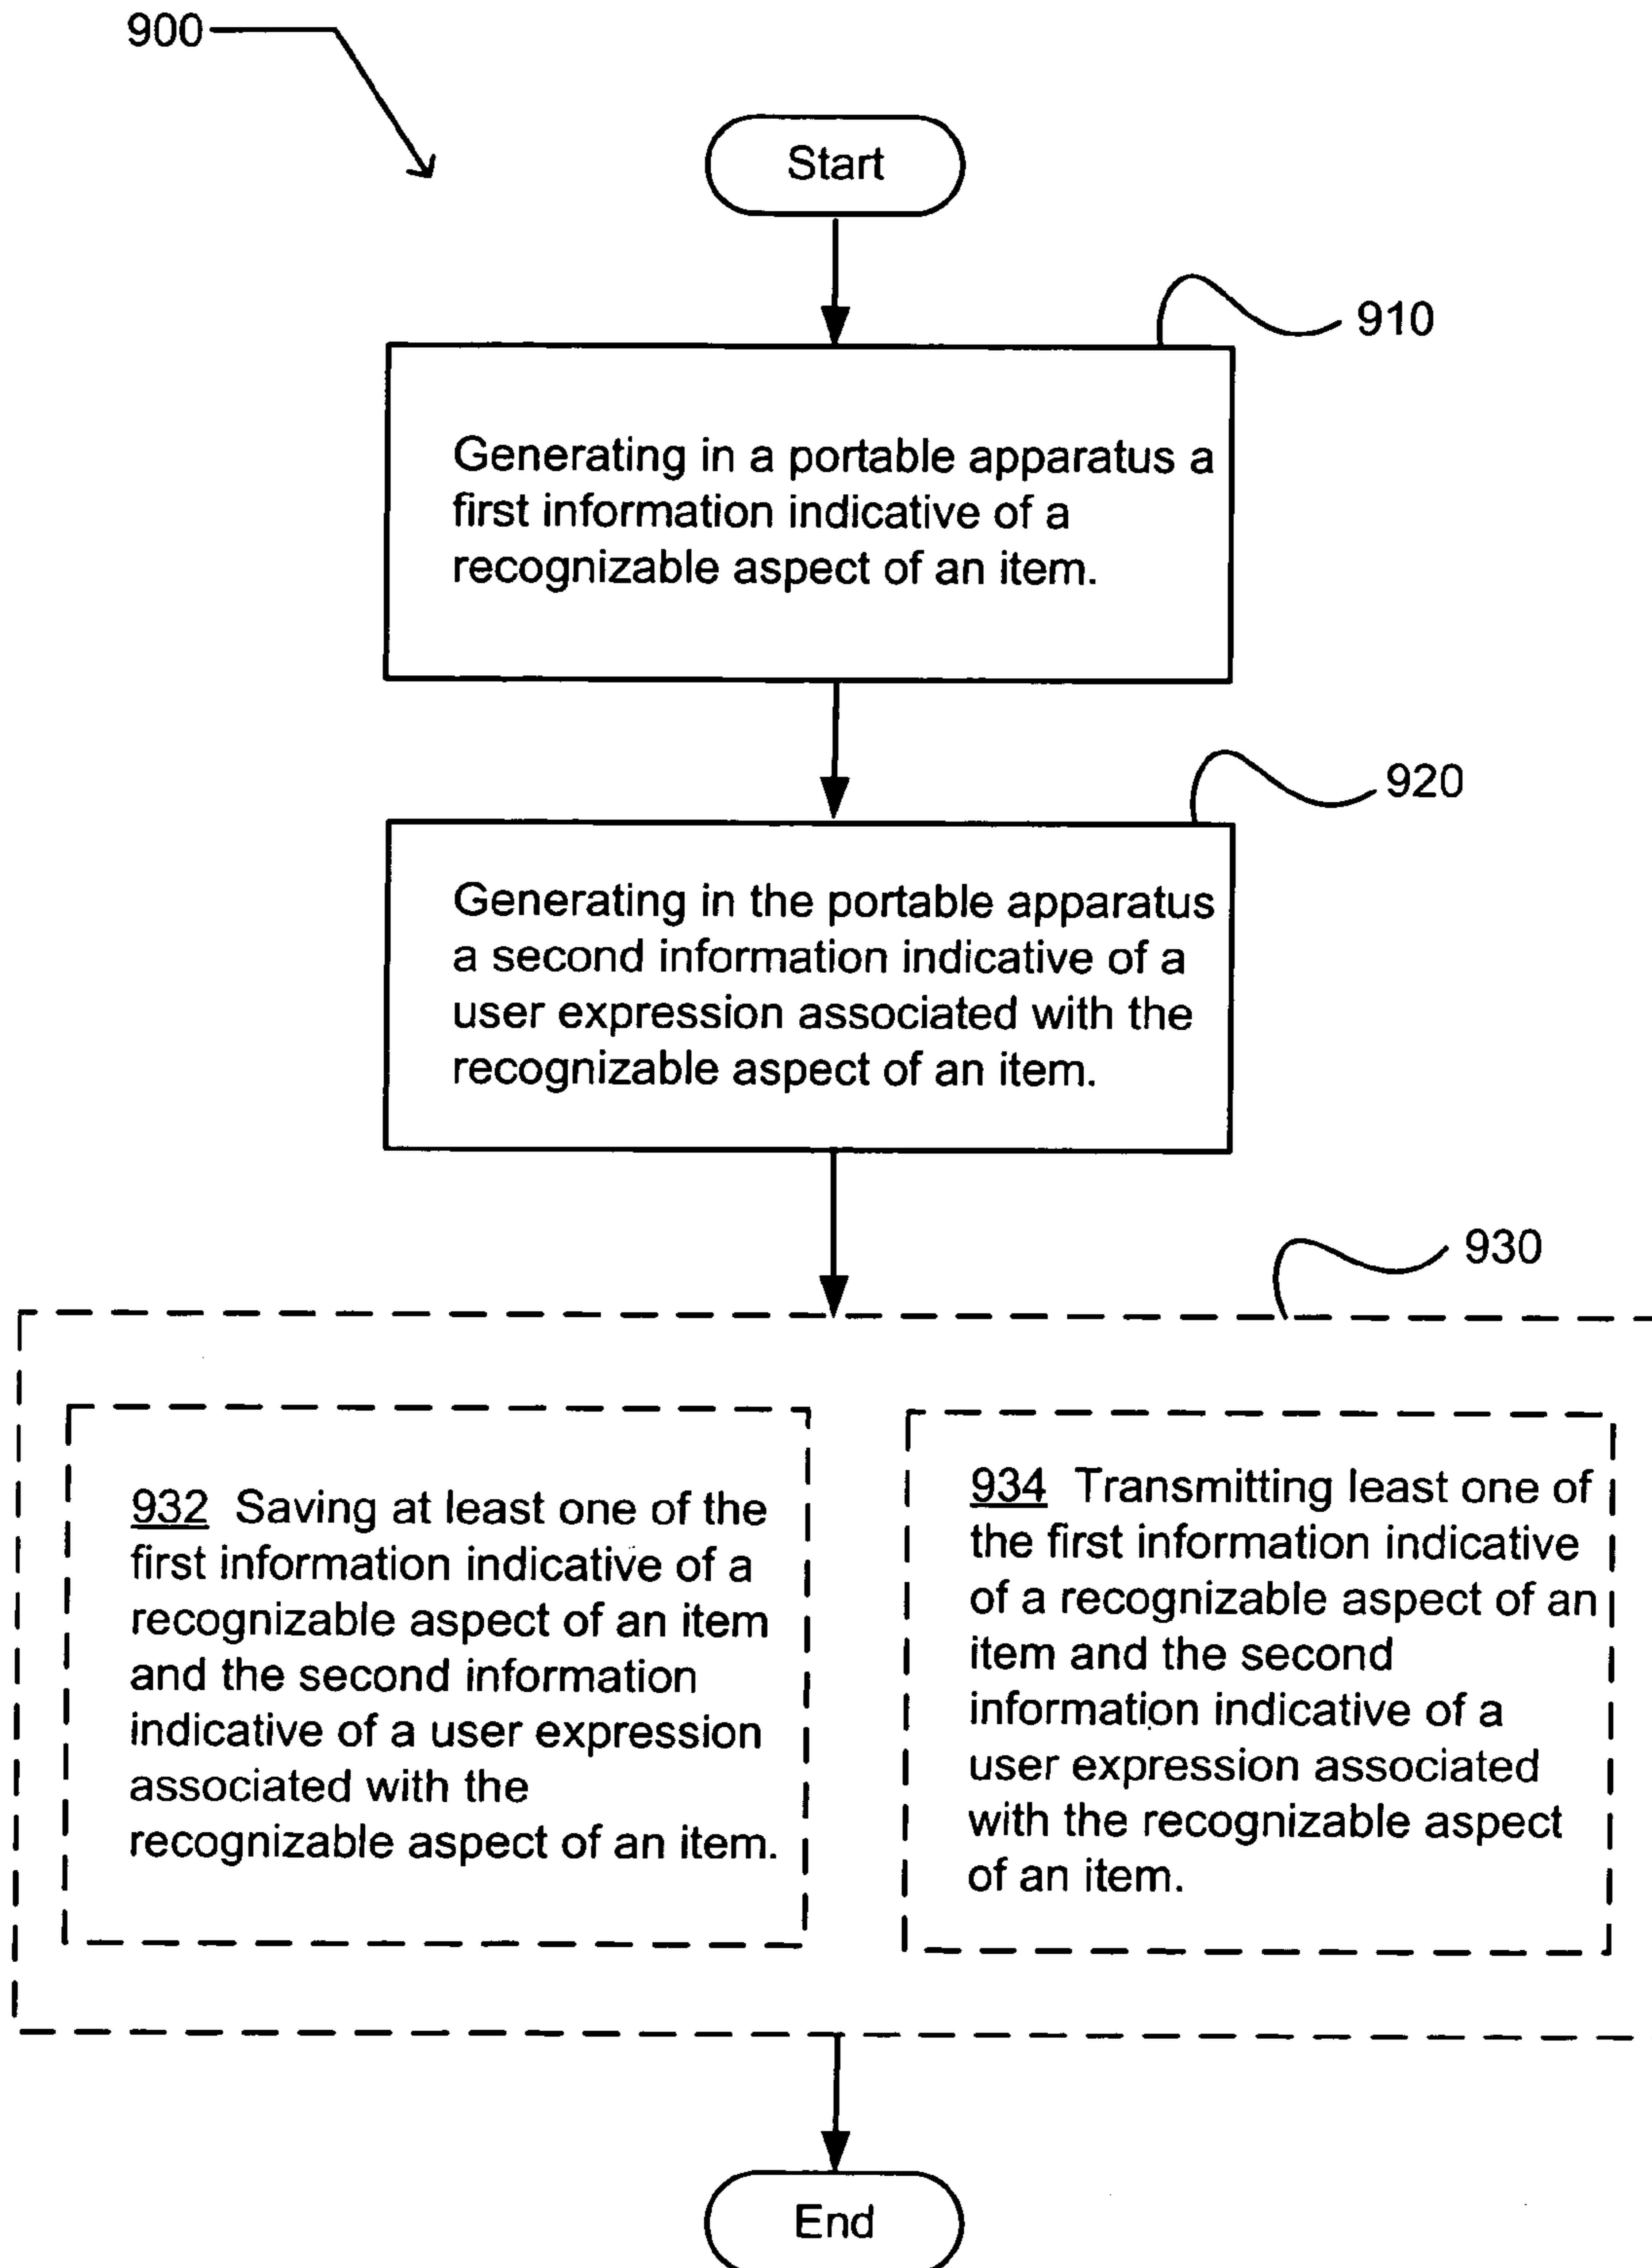 900
Start
910
Generating in a portable apparatus a
first information indicative of a
recognizable aspect of an item.
920
Generating in the portable apparatus
a second information indicative of a
user expression associated with the
recognizable aspect of an item.
930
932 Saving at least one of the
first information indicative of a
recognizable aspect of an item
and the second information
indicative of a user expression
associated with the
recognizable aspect of an item.
934 Transmitting least one of
the first information indicative
of a recognizable aspect of an
item and the second
information indicative of a
user expression associated
with the recognizable aspect
of an item.
End